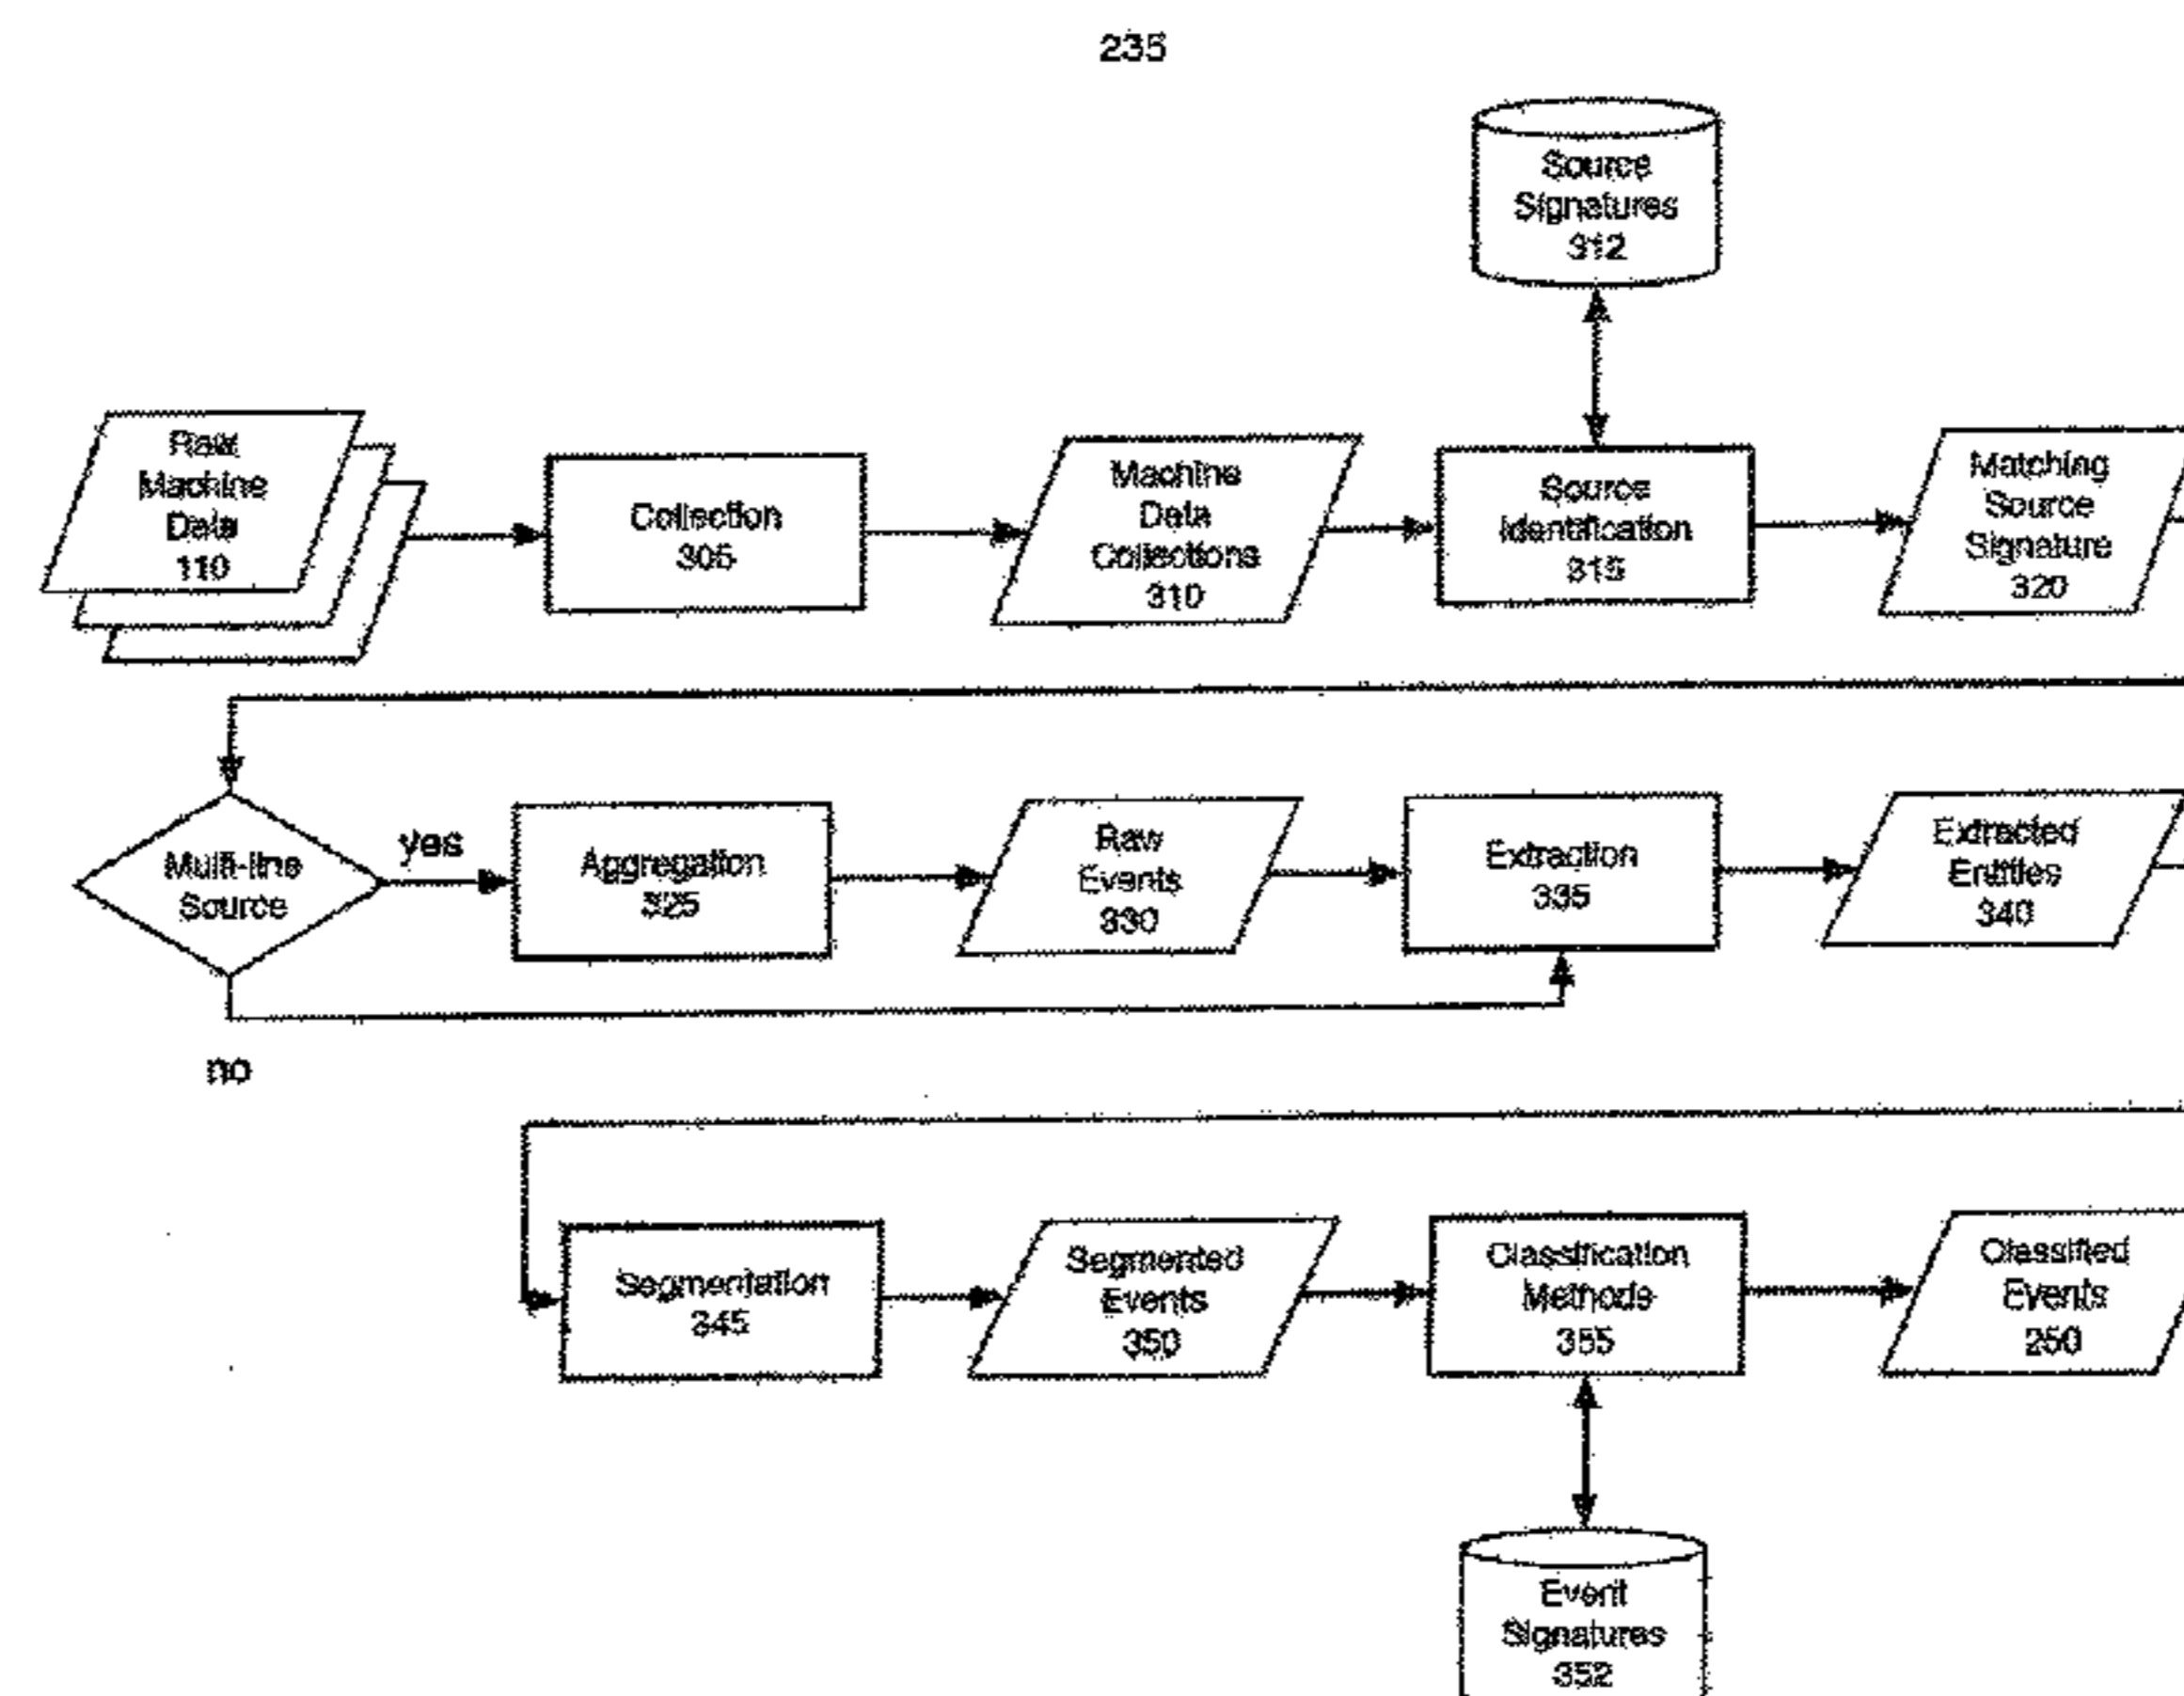 235
Source
Signatures
312
Raw
Machine
Data
110
Collection
305
Machine
Data
Collections
310
Source
Identification
315
Matching
Source
Signature
320
Multi-line
Source
yes
Aggregation
325
Raw
Events
330
Extraction
335
Extracted
Entities
340
no
Segmentation
345
Segmented
Events
350
Classification
Methods
355
Classified
Events
250
Event
Signatures
352